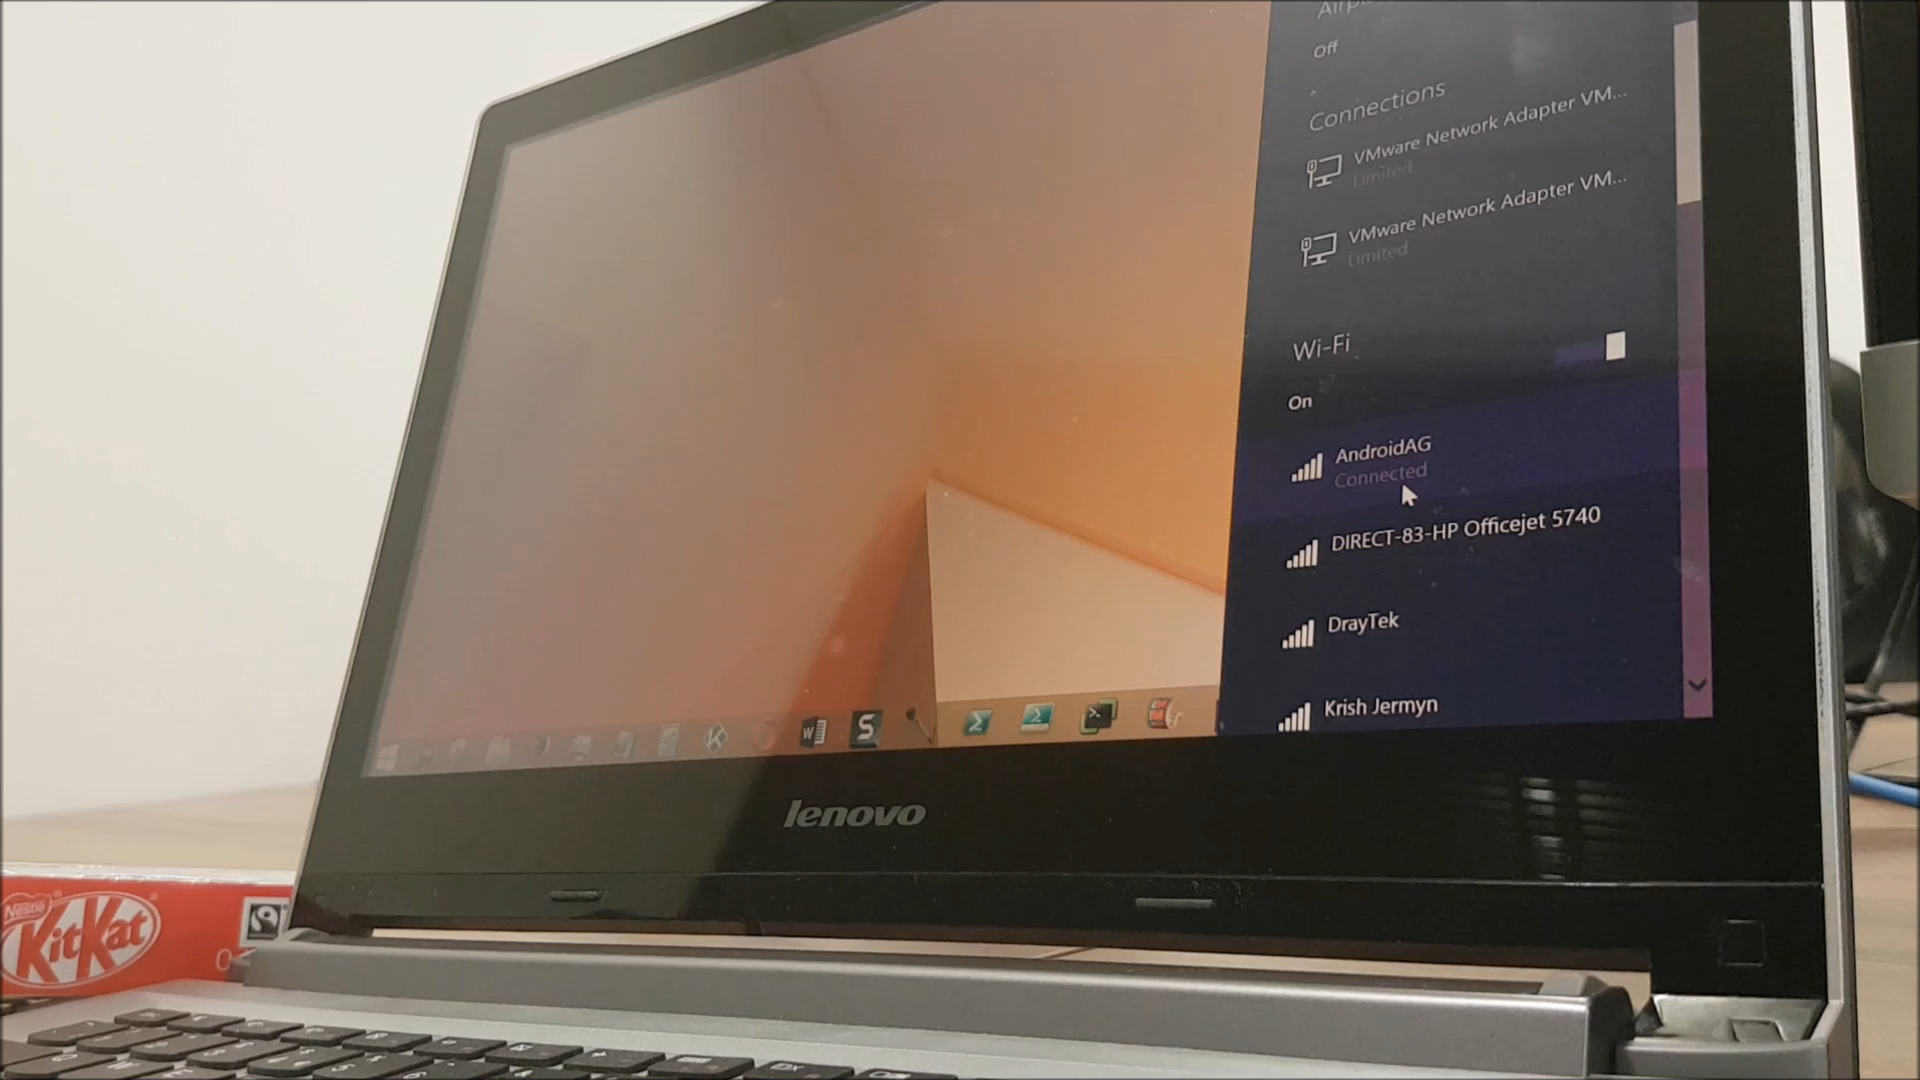 Off
Connections
VMware Network Adapter VM...
Limited
VMware Network Adapter VM...
Limited
Wi-Fi
On
AndroidAG
Connected
DIRECT-83-HP Officejet 5740
DrayTek
Krish Jermyn
lenovo
Nestlé
KitKat